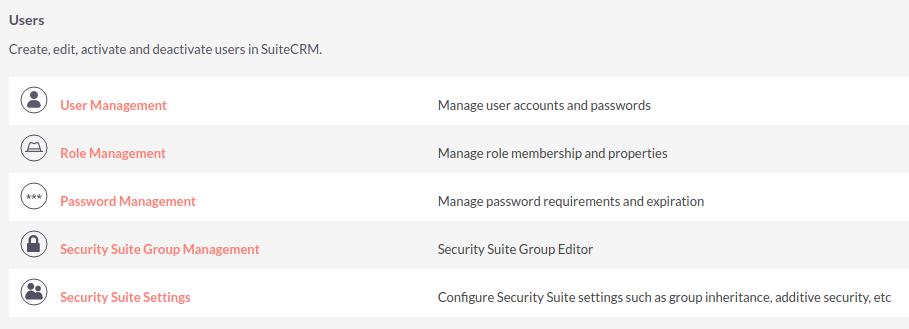 Users
Create, edit, activate and deactivate users in SuiteCRM.
User Management Manage user accounts and passwords
Role Management Manage role membership and properties
*** Password Management Manage password requirements and expiration
Security Suite Group Management Security Suite Group Editor
Security Suite Settings Configure Security Suite settings such as group inheritance, additive security, etc